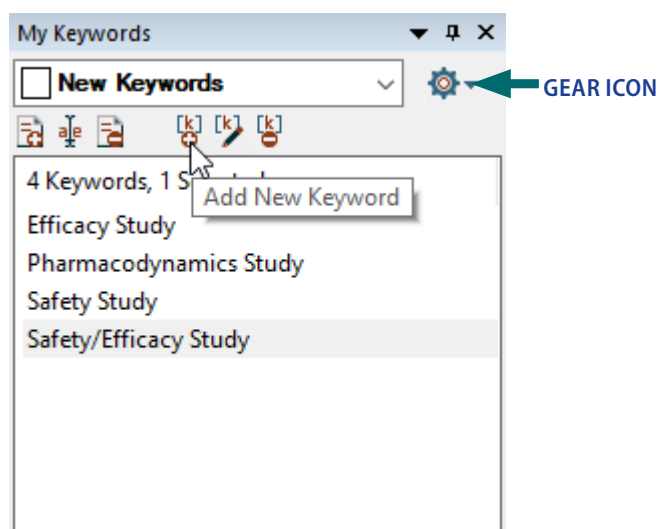 My Keywords
New Keywords
GEAR ICON
a e
[k] [k] [k]
4 Keywords, 1 S
Add New Keyword
Efficacy Study
Pharmacodynamics Study
Safety Study
Safety/Efficacy Study